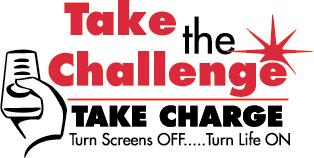 Take
the
Challenge
TAKE CHARGE
Turn Screens OFF.....Turn Life ON